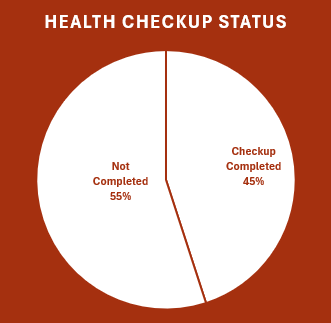 HEALTH CHECKUP STATUS
Checkup
Completed
45%
Not
Completed
55%